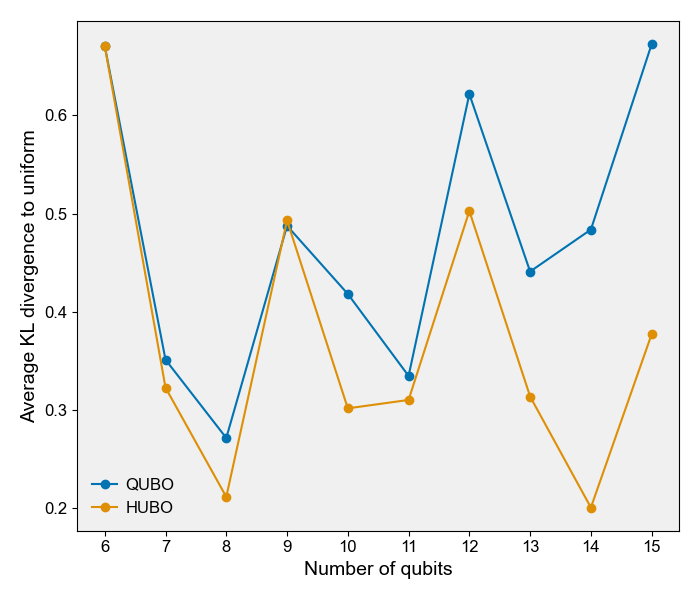 Average KL divergence to uniform
0.6
0.5
0.4
0.3
0.2
QUBO
HUBO
6 7 8 9 10 11 12 13 14 15
Number of qubits